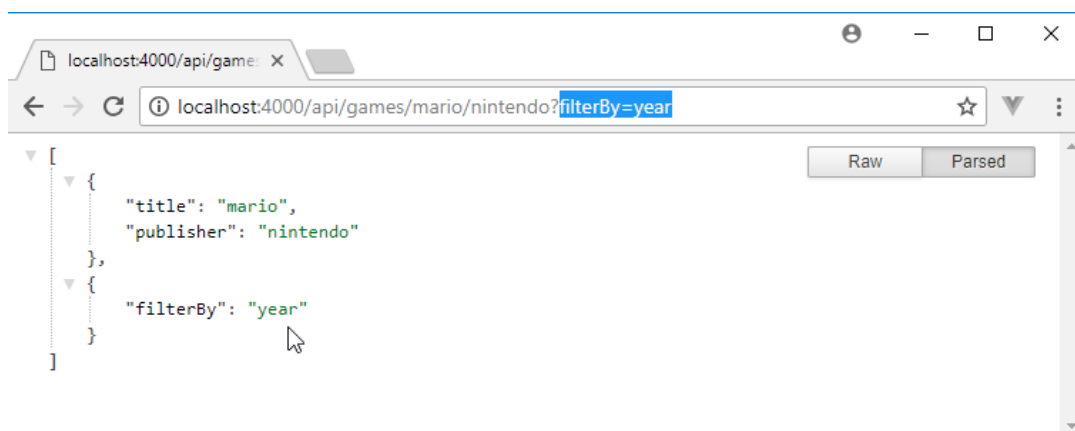 localhost:4000/api/game
localhost:4000/api/games/mario/nintendo?filterBy=year
Raw Parsed
[
{
"title": "mario",
"publisher": "nintendo"
},
{
"filterBy": "year"
}
]